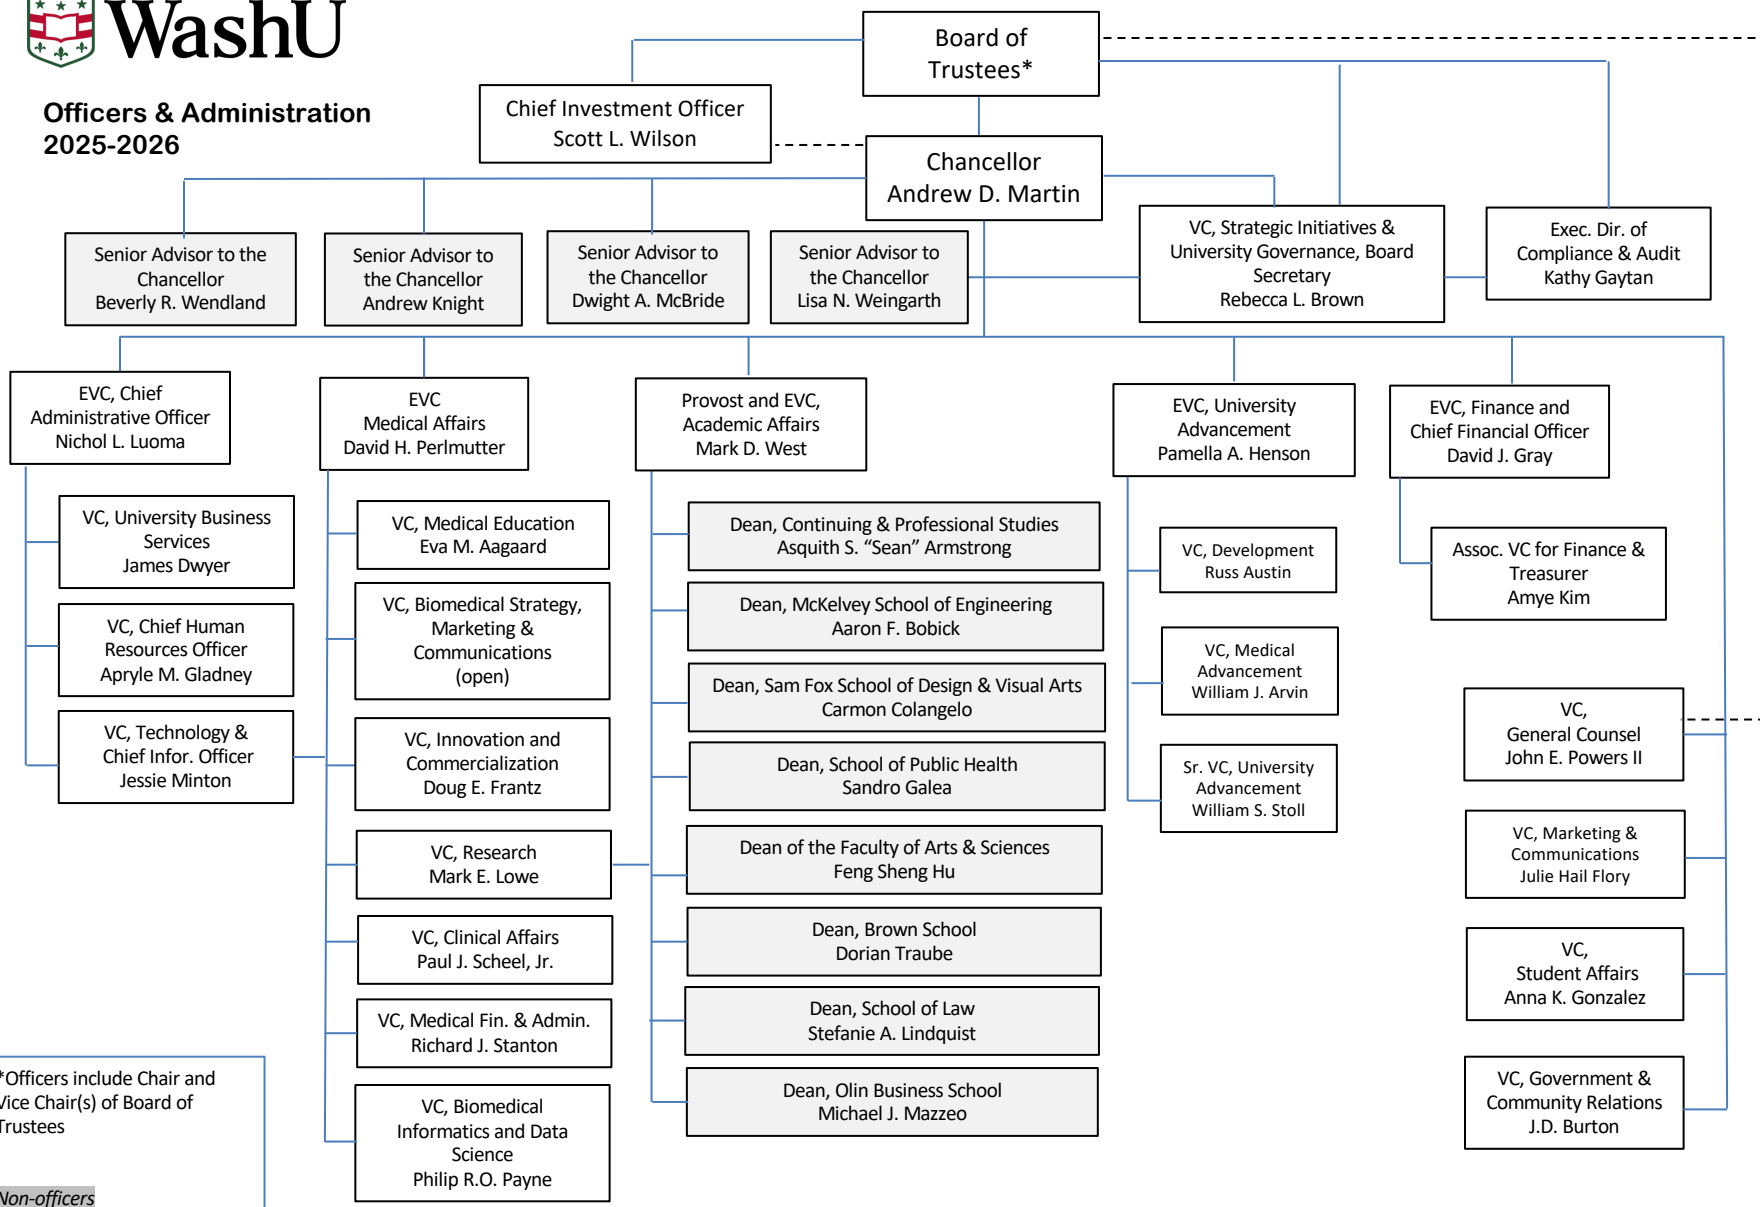 WashU
Officers & Administration
2025-2026
Board of
Trustees*
Chief Investment Officer
Scott L. Wilson
Chancellor
Andrew D. Martin
Senior Advisor to the
Chancellor
Beverly R. Wendland
Senior Advisor to
the Chancellor
Andrew Knight
Senior Advisor to
the Chancellor
Dwight A. McBride
Senior Advisor to
the Chancellor
Lisa N. Weingarth
VC, Strategic Initiatives &
University Governance, Board
Secretary
Rebecca L. Brown
Exec. Dir. of
Compliance & Audit
Kathy Gaytan
EVC, Chief
Administrative Officer
Nichol L. Luoma
EVC
Medical Affairs
David H. Perlmutter
Provost and EVC,
Academic Affairs
Mark D. West
EVC, University
Advancement
Pamella A. Henson
EVC, Finance and
Chief Financial Officer
David J. Gray
VC, University Business
Services
James Dwyer
VC, Chief Human
Resources Officer
Apryle M. Gladney
VC, Technology &
Chief Infor. Officer
Jessie Minton
VC, Medical Education
Eva M. Aagaard
VC, Biomedical Strategy,
Marketing &
Communications
(open)
VC, Innovation and
Commercialization
Doug E. Frantz
VC, Research
Mark E. Lowe
VC, Clinical Affairs
Paul J. Scheel, Jr.
VC, Medical Fin. & Admin.
Richard J. Stanton
VC, Biomedical
Informatics and Data
Science
Philip R.O. Payne
Dean, Continuing & Professional Studies
Asquith S. “Sean” Armstrong
Dean, McKelvey School of Engineering
Aaron F. Bobick
Dean, Sam Fox School of Design & Visual Arts
Carmon Colangelo
Dean, School of Public Health
Sandro Galea
Dean of the Faculty of Arts & Sciences
Feng Sheng Hu
Dean, Brown School
Dorian Traube
Dean, School of Law
Stefanie A. Lindquist
Dean, Olin Business School
Michael J. Mazzeo
VC, Development
Russ Austin
VC, Medical
Advancement
William J. Arvin
Sr. VC, University
Advancement
William S. Stoll
Assoc. VC for Finance &
Treasurer
Amye Kim
VC,
General Counsel
John E. Powers II
VC, Marketing &
Communications
Julie Hail Flory
VC,
Student Affairs
Anna K. Gonzalez
VC, Government &
Community Relations
J.D. Burton
*Officers include Chair and
Vice Chair(s) of Board of
Trustees
Non-officers